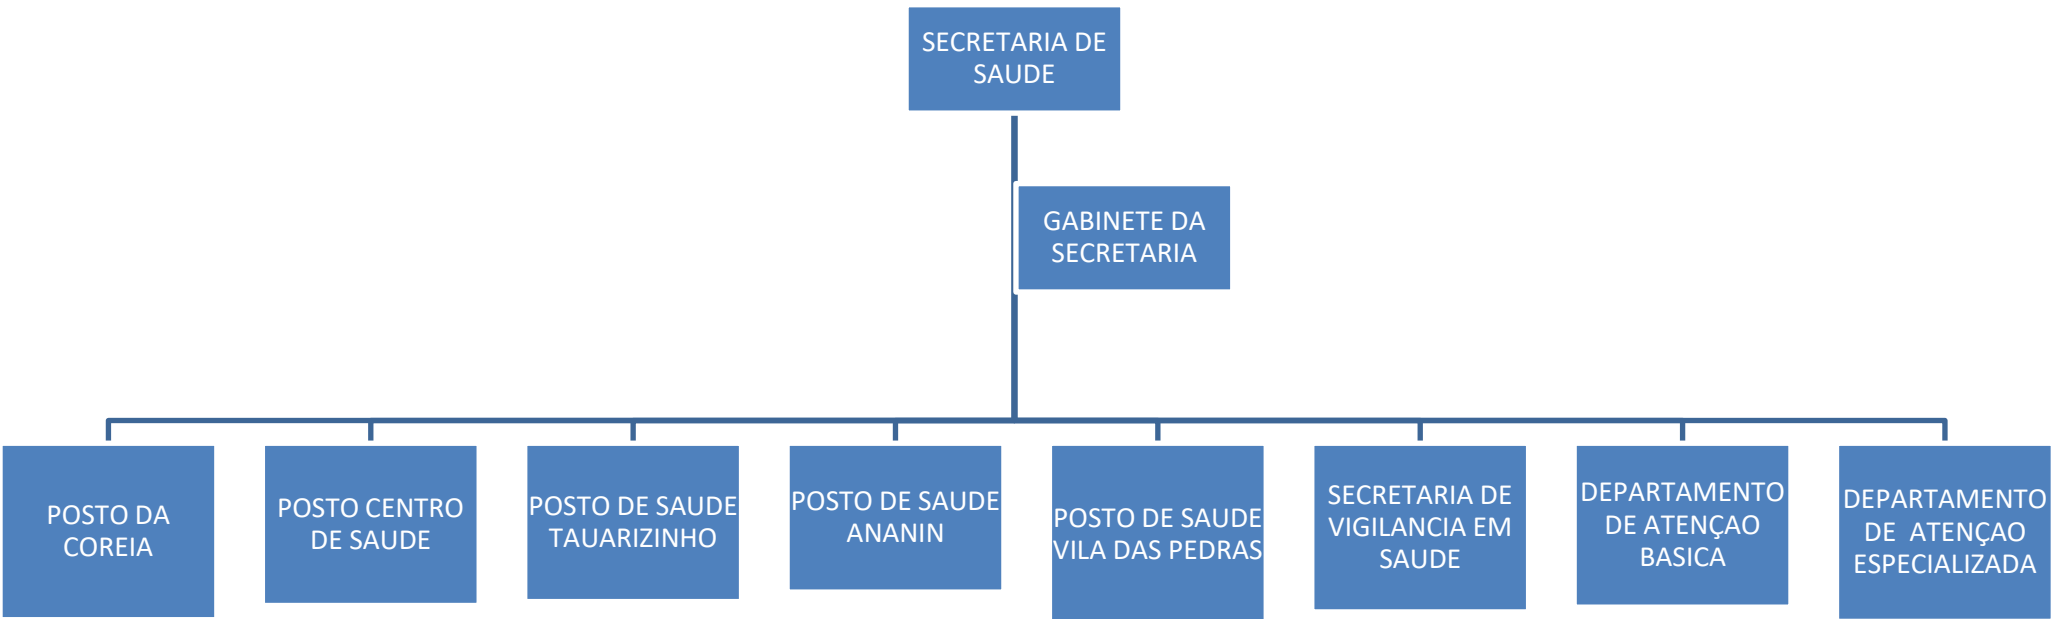 SECRETARIA DE
SAUDE
GABINETE DA
SECRETARIA
POSTO DA
COREIA
POSTO CENTRO
DE SAUDE
POSTO DE SAUDE
TAUARIZINHO
POSTO DE SAUDE
ANANIN
POSTO DE SAUDE
VILA DAS PEDRAS
SECRETARIA DE
VIGILANCIA EM
SAUDE
DEPARTAMENTO
DE ATENÇAO
BASICA
DEPARTAMENTO
DE ATENÇAO
ESPECIALIZADA